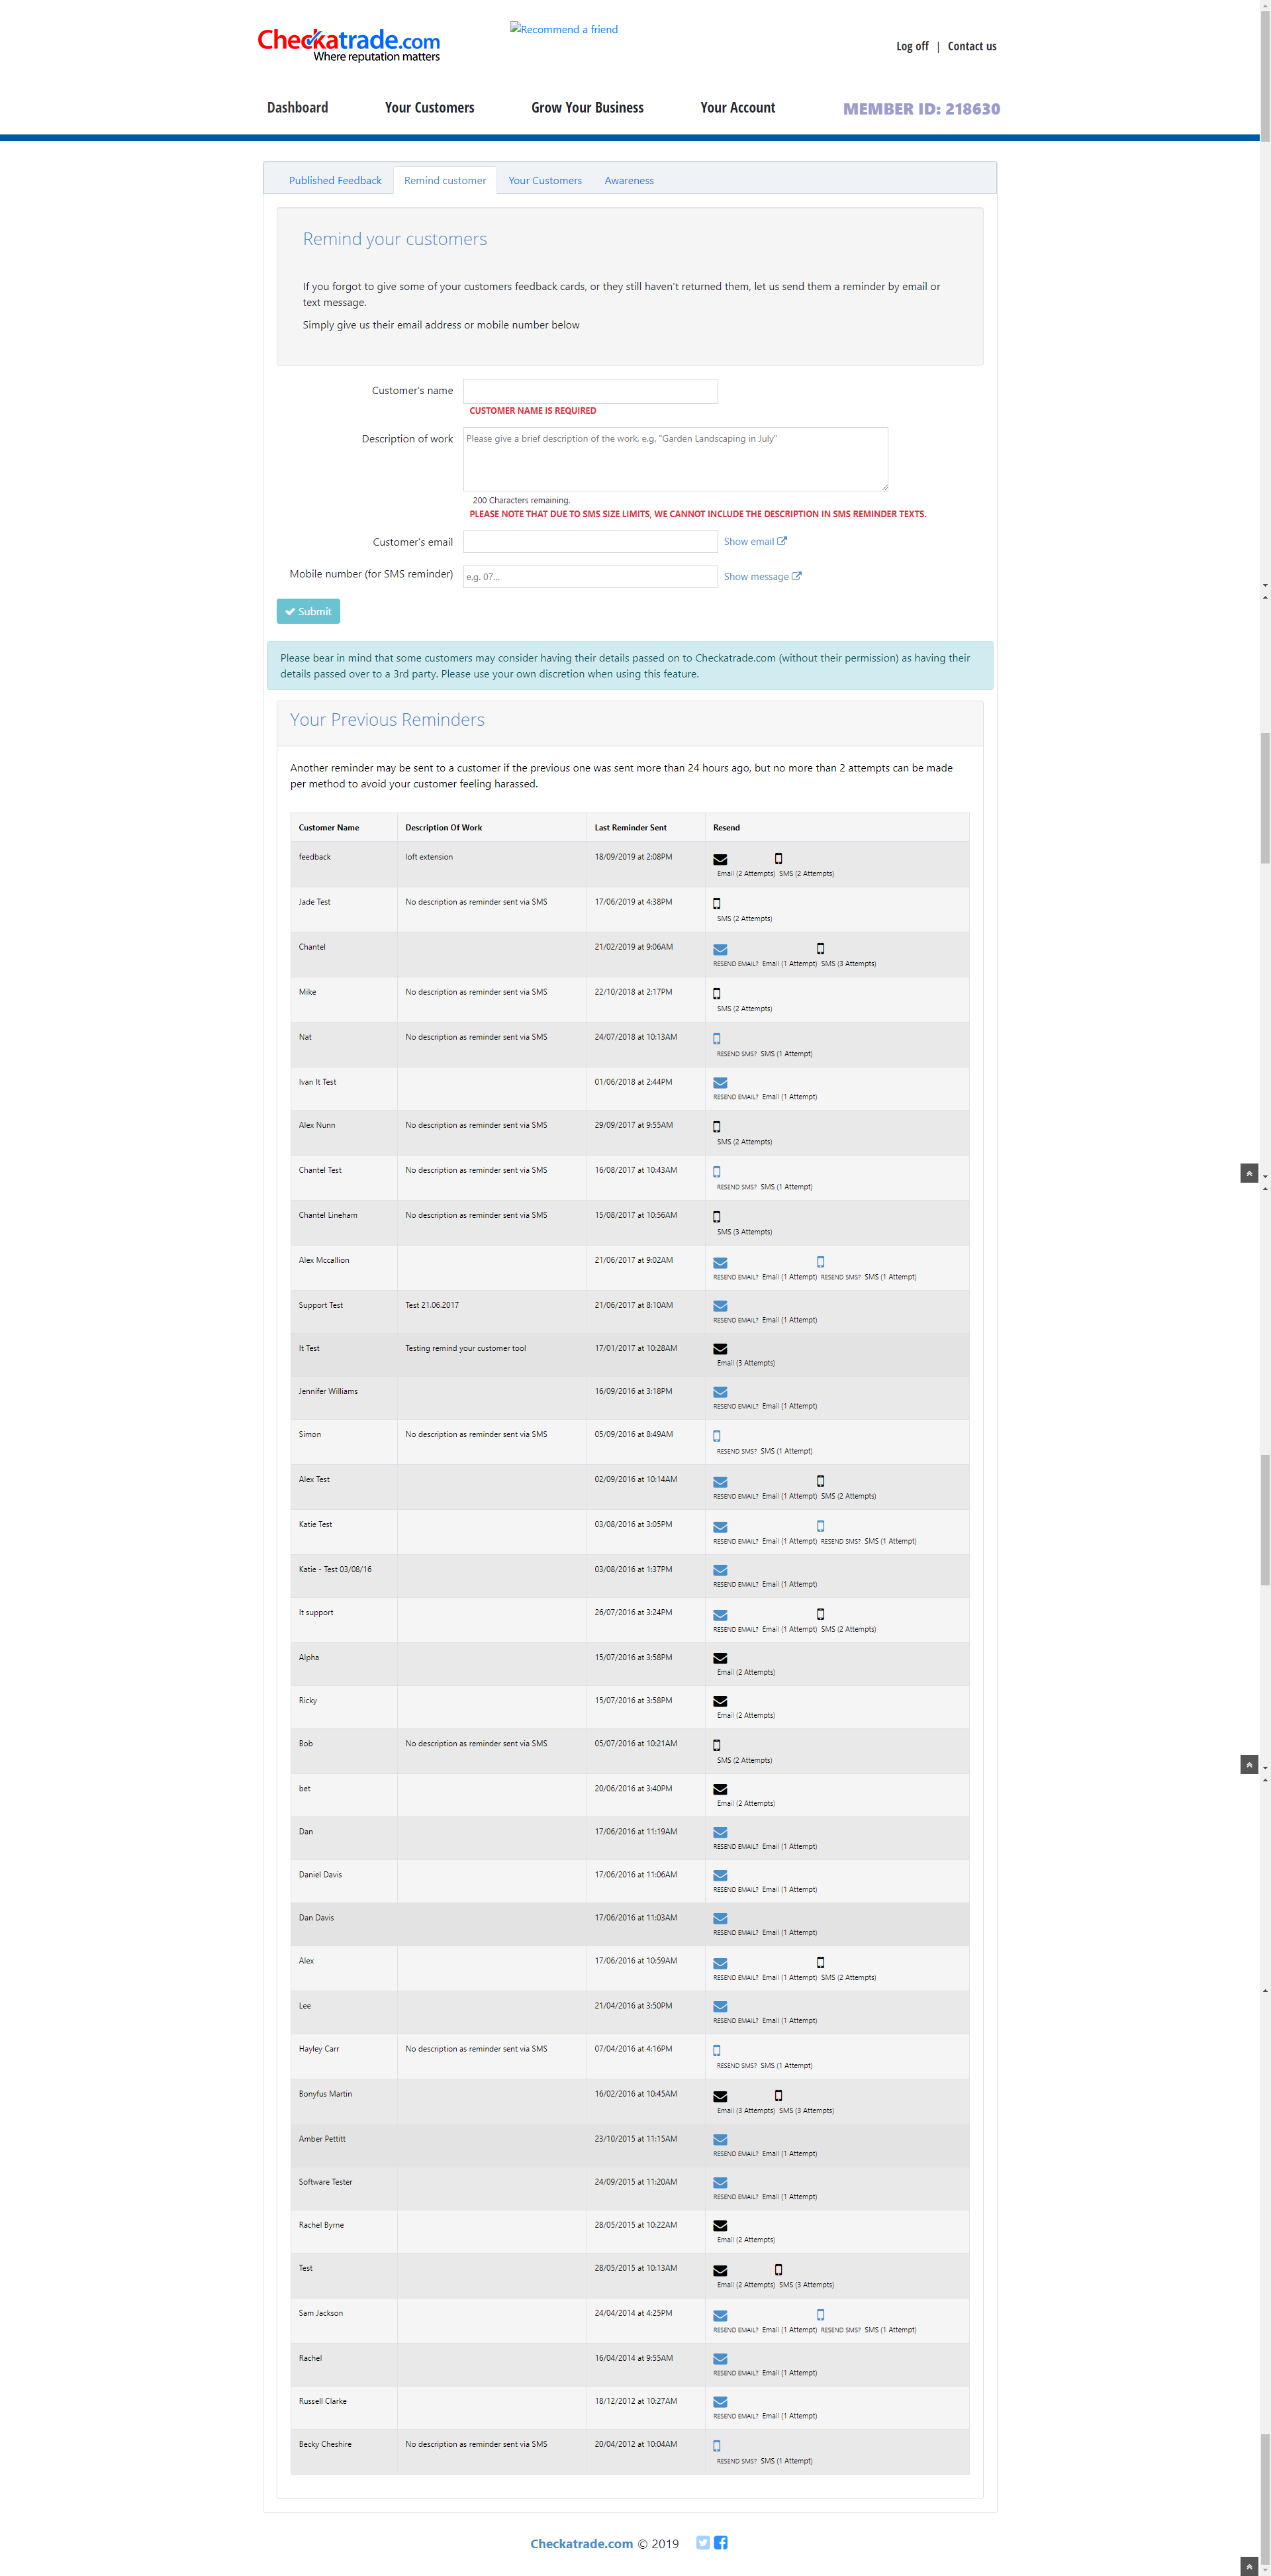 Checkatrade.com
Where reputation matters
Recommend a friend
Log off | Contact us
Dashboard Your Customers Grow Your Business Your Account MEMBER ID: 218630
Published Feedback Remind customer Your Customers Awareness
Remind your customers
If you forgot to give some of your customers feedback cards, or they still haven't returned them, let us send them a reminder by email or
text message.
Simply give us their email address or mobile number below
Customer's name
CUSTOMER NAME IS REQUIRED
Description of work Please give a brief description of the work, e.g. "Garden Landscaping in July"
200 Characters remaining.
PLEASE NOTE THAT DUE TO SMS SIZE LIMITS, WE CANNOT INCLUDE THE DESCRIPTION IN SMS REMINDER TEXTS.
Customer's email Show email
Mobile number (for SMS reminder) e.g. 07... Show message
Submit
Please bear in mind that some customers may consider having their details passed on to Checkatrade.com (without their permission) as having their
details passed over to a 3rd party. Please use your own discretion when using this feature.
Your Previous Reminders
Another reminder may be sent to a customer if the previous one was sent more than 24 hours ago, but no more than 2 attempts can be made
per method to avoid your customer feeling harassed.
Customer Name Description Of Work Last Reminder Sent Resend
feedback loft extension 18/09/2019 at 2:08PM
Email (2 Attempts) SMS (2 Attempts)
Jade Test No description as reminder sent via SMS 17/06/2019 at 4:38PM
SMS (2 Attempts)
Chantel 21/02/2019 at 9:06AM
RESEND EMAIL? Email (1 Attempt) SMS (3 Attempts)
Mike No description as reminder sent via SMS 22/10/2018 at 2:17PM
SMS (2 Attempts)
Nat No description as reminder sent via SMS 24/07/2018 at 10:13AM
RESEND SMS? SMS (1 Attempt)
Ivan It Test 01/06/2018 at 2:44PM
RESEND EMAIL? Email (1 Attempt)
Alex Nunn No description as reminder sent via SMS 29/09/2017 at 9:55AM
SMS (2 Attempts)
Chantel Test No description as reminder sent via SMS 16/08/2017 at 10:43AM
RESEND SMS? SMS (1 Attempt)
Chantel Lineham No description as reminder sent via SMS 15/08/2017 at 10:56AM
SMS (3 Attempts)
Alex Mccallion 21/06/2017 at 9:02AM
RESEND EMAIL? Email (1 Attempt) RESEND SMS? SMS (1 Attempt)
Support Test Test 21.06.2017 21/06/2017 at 8:10AM
RESEND EMAIL? Email (1 Attempt)
It Test Testing remind your customer tool 17/01/2017 at 10:28AM
Email (3 Attempts)
Jennifer Williams 16/09/2016 at 3:18PM
RESEND EMAIL? Email (1 Attempt)
Simon No description as reminder sent via SMS 05/09/2016 at 8:49AM
RESEND SMS? SMS (1 Attempt)
Alex Test 02/09/2016 at 10:14AM
RESEND EMAIL? Email (1 Attempt) SMS (2 Attempts)
Katie Test 03/08/2016 at 3:05PM
RESEND EMAIL? Email (1 Attempt) RESEND SMS? SMS (1 Attempt)
Katie - Test 03/08/16 03/08/2016 at 1:37PM
RESEND EMAIL? Email (1 Attempt)
It support 26/07/2016 at 3:24PM
RESEND EMAIL? Email (1 Attempt) SMS (2 Attempts)
Alpha 15/07/2016 at 3:58PM
Email (2 Attempts)
Ricky 15/07/2016 at 3:58PM
Email (2 Attempts)
Bob No description as reminder sent via SMS 05/07/2016 at 10:21AM
SMS (2 Attempts)
bet 20/06/2016 at 3:40PM
Email (2 Attempts)
Dan 17/06/2016 at 11:19AM
RESEND EMAIL? Email (1 Attempt)
Daniel Davis 17/06/2016 at 11:06AM
RESEND EMAIL? Email (1 Attempt)
Dan Davis 17/06/2016 at 11:03AM
RESEND EMAIL? Email (1 Attempt)
Alex 17/06/2016 at 10:59AM
RESEND EMAIL? Email (1 Attempt) SMS (2 Attempts)
Lee 21/04/2016 at 3:50PM
RESEND EMAIL? Email (1 Attempt)
Hayley Carr No description as reminder sent via SMS 07/04/2016 at 4:16PM
RESEND SMS? SMS (1 Attempt)
Bonyfus Martin 16/02/2016 at 10:45AM
Email (3 Attempts) SMS (3 Attempts)
Amber Pettitt 23/10/2015 at 11:15AM
RESEND EMAIL? Email (1 Attempt)
Software Tester 24/09/2015 at 11:20AM
RESEND EMAIL? Email (1 Attempt)
Rachel Byrne 28/05/2015 at 10:22AM
Email (2 Attempts)
Test 28/05/2015 at 10:13AM
Email (2 Attempts) SMS (3 Attempts)
Sam Jackson 24/04/2014 at 4:25PM
RESEND EMAIL? Email (1 Attempt) RESEND SMS? SMS (1 Attempt)
Rachel 16/04/2014 at 9:55AM
RESEND EMAIL? Email (1 Attempt)
Russell Clarke 18/12/2012 at 10:27AM
RESEND EMAIL? Email (1 Attempt)
Becky Cheshire No description as reminder sent via SMS 20/04/2012 at 10:04AM
RESEND SMS? SMS (1 Attempt)
Checkatrade.com © 2019